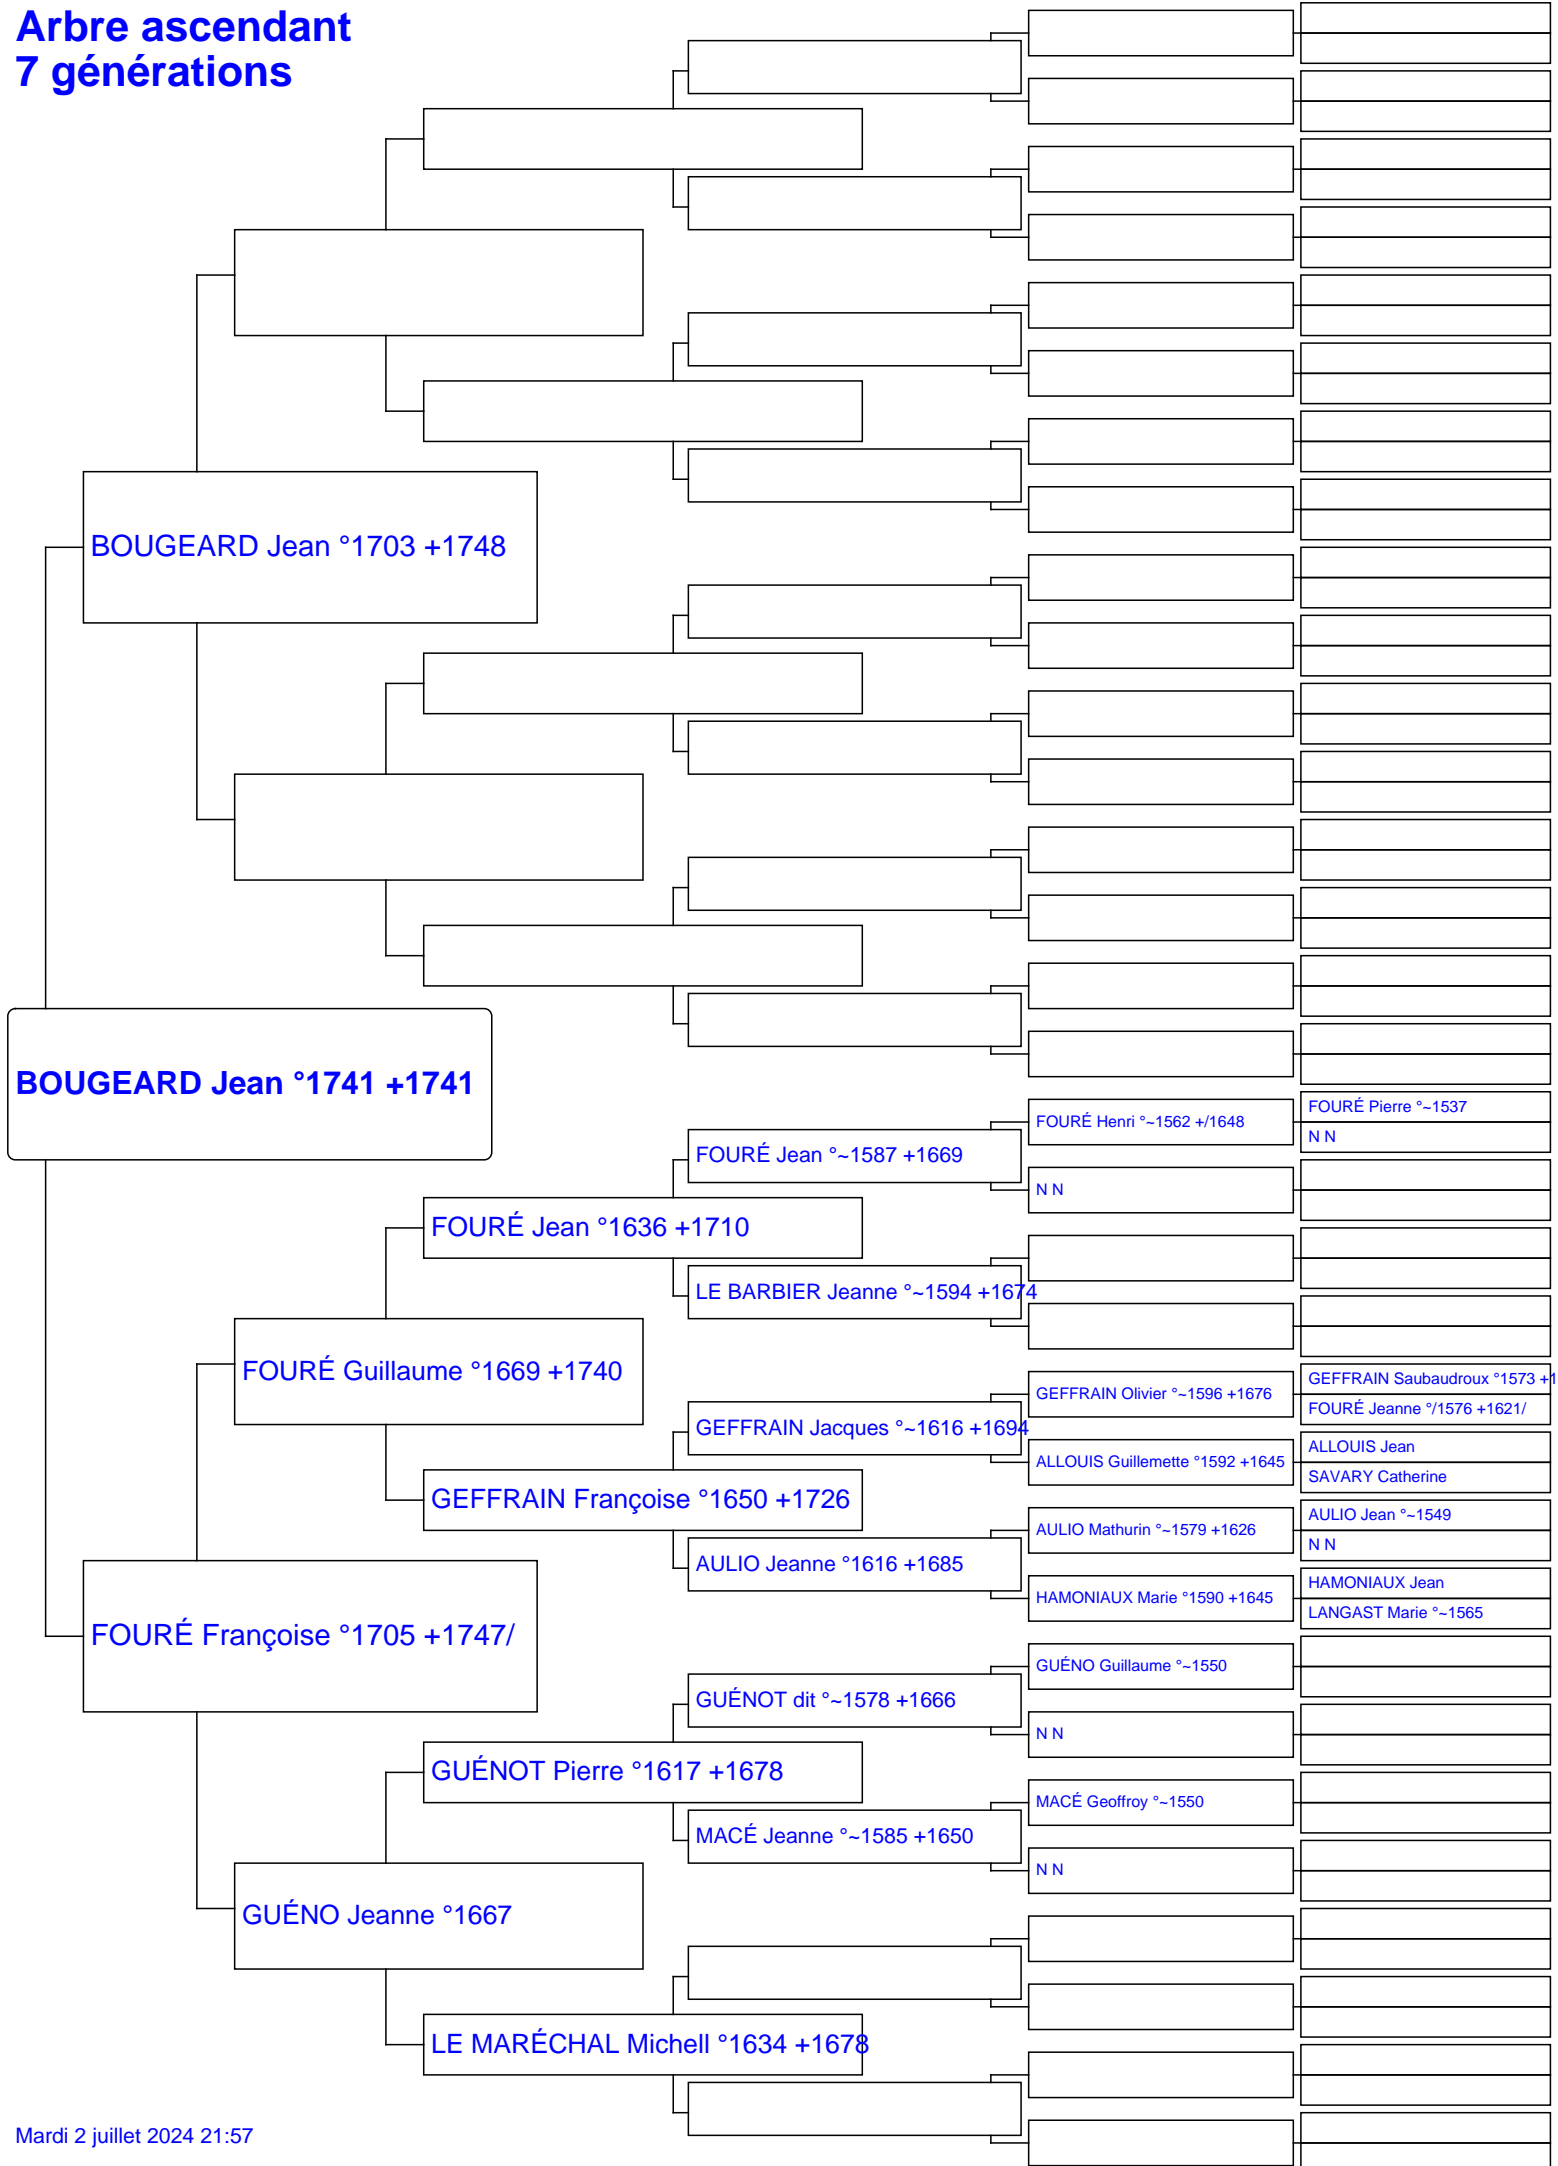 Arbre ascendant
7 générations
BOUGEARD Jean °1703 +1748
BOUGEARD Jean °1741 +1741
FOURÉ Pierre °~1537
FOURÉ Henri °~1562 +/1648
N N
FOURÉ Jean °~1587 +1669
N N
FOURÉ Jean °1636 +1710
LE BARBIER Jeanne °~1594 +1674
FOURÉ Guillaume °1669 +1740
GEFFRAIN Saubaudroux °1573 +1
GEFFRAIN Olivier °~1596 +1676
FOURÉ Jeanne °/1576 +1621/
GEFFRAIN Jacques °~1616 +1694
ALLOUIS Jean
ALLOUIS Guillemette °1592 +1645
SAVARY Catherine
GEFFRAIN Françoise °1650 +1726
AULIO Jean °~1549
AULIO Mathurin °~1579 +1626
N N
AULIO Jeanne °1616 +1685
HAMONIAUX Jean
HAMONIAUX Marie °1590 +1645
LANGAST Marie °~1565
FOURÉ Françoise °1705 +1747/
GUÉNO Guillaume °~1550
GUÉNOT dit °~1578 +1666
N N
GUÉNOT Pierre °1617 +1678
MACÉ Geoffroy °~1550
MACÉ Jeanne °~1585 +1650
N N
GUÉNO Jeanne °1667
LE MARÉCHAL Michell °1634 +1678
Mardi 2 juillet 2024 21:57